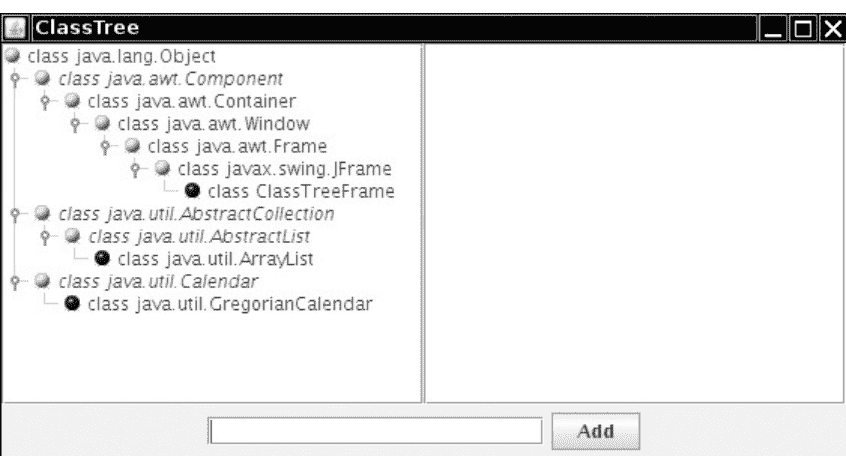 ClassTree
class java.lang.Object
class java.awt.Component
class java.awt.Container
class java.awt.Window
class java.awt.Frame
class javax.swing.JFrame
class ClassTreeFrame
class java.util.AbstractCollection
class java.util.AbstractList
class java.util.ArrayList
class java.util.Calendar
class java.util.GregorianCalendar
Add